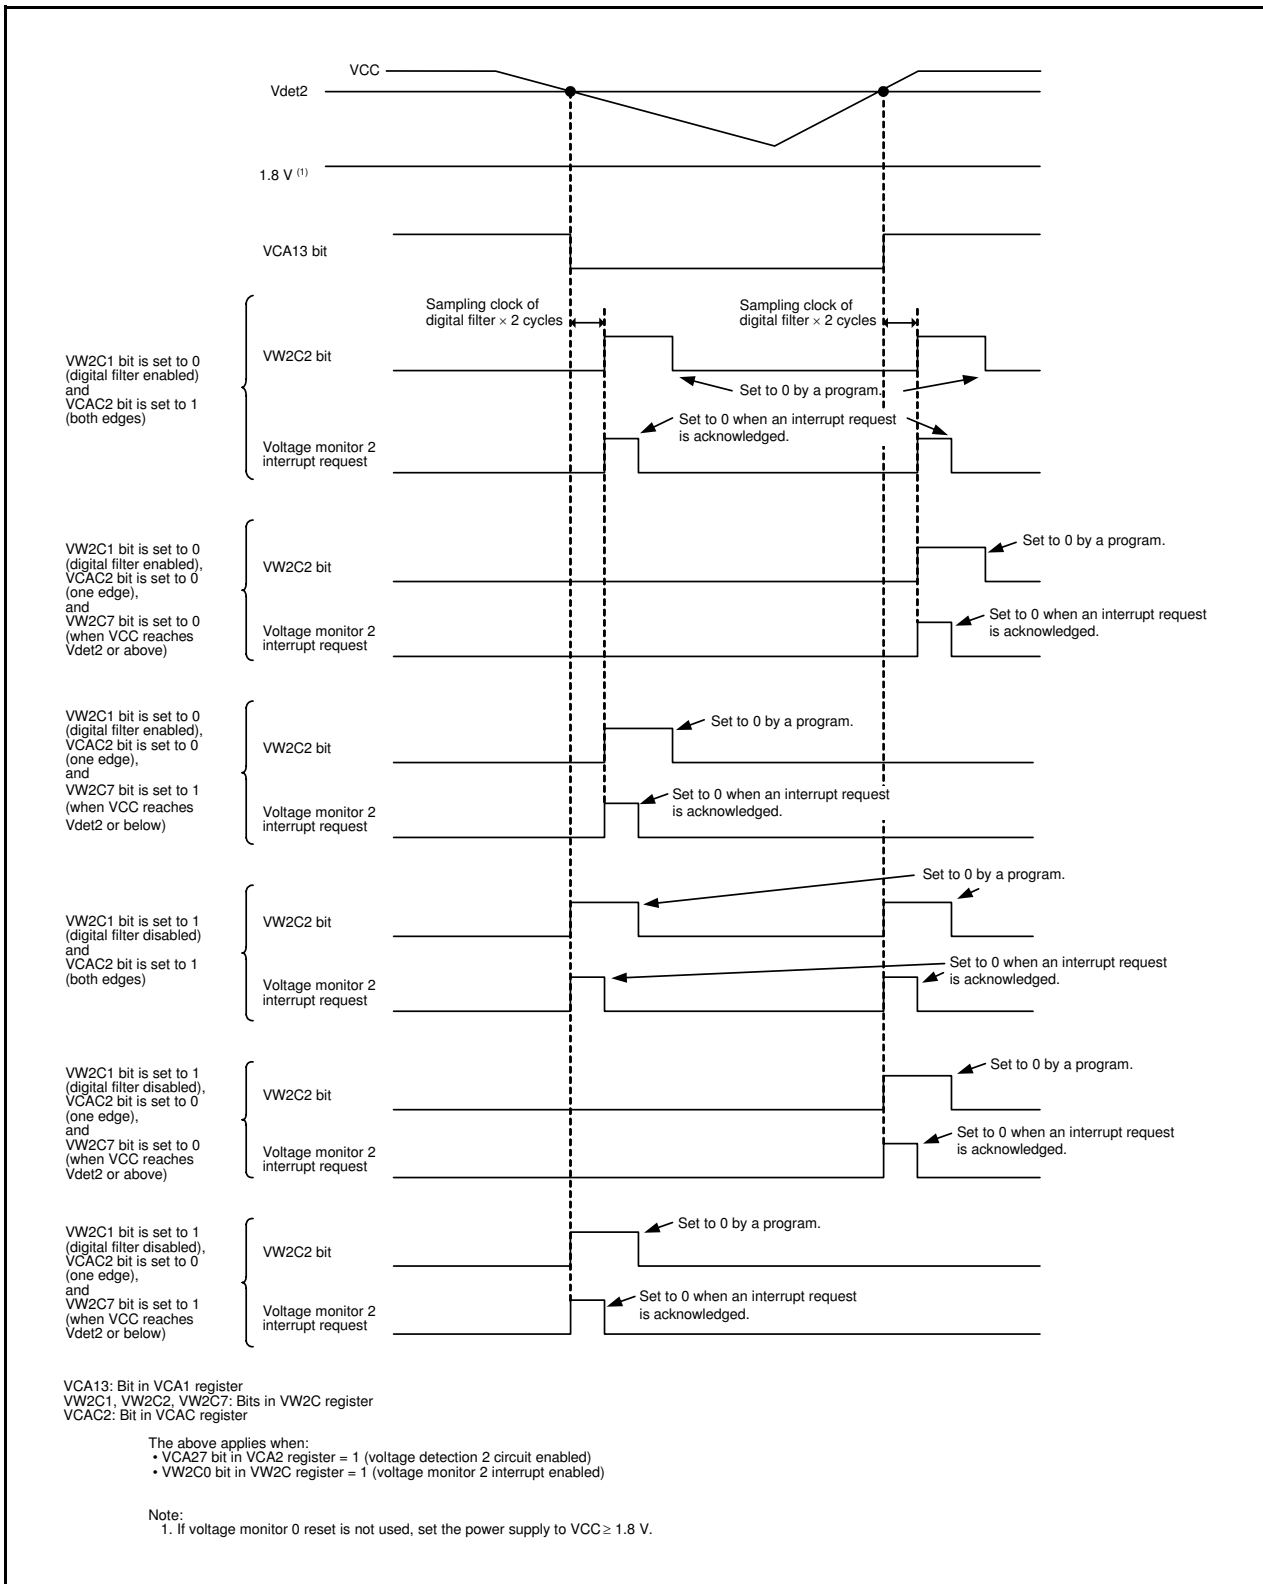 VCC
Vdet2
1.8 V (1)
VCA13 bit
Sampling clock of
digital filter × 2 cycles
Sampling clock of
digital filter × 2 cycles
VW2C1 bit is set to 0
(digital filter enabled)
and
VCAC2 bit is set to 1
(both edges)
VW2C2 bit
Set to 0 by a program.
Set to 0 when an interrupt request
is acknowledged.
Voltage monitor 2
interrupt request
VW2C1 bit is set to 0
(digital filter enabled),
VCAC2 bit is set to 0
(one edge),
and
VW2C7 bit is set to 0
(when VCC reaches
Vdet2 or above)
VW2C2 bit
Set to 0 by a program.
Voltage monitor 2
interrupt request
Set to 0 when an interrupt request
is acknowledged.
VW2C1 bit is set to 0
(digital filter enabled),
VCAC2 bit is set to 0
(one edge),
and
VW2C7 bit is set to 1
(when VCC reaches
Vdet2 or below)
VW2C2 bit
Set to 0 by a program.
Voltage monitor 2
interrupt request
Set to 0 when an interrupt request
is acknowledged.
VW2C1 bit is set to 1
(digital filter disabled)
and
VCAC2 bit is set to 1
(both edges)
VW2C2 bit
Set to 0 by a program.
Voltage monitor 2
interrupt request
Set to 0 when an interrupt request
is acknowledged.
VW2C1 bit is set to 1
(digital filter disabled),
VCAC2 bit is set to 0
(one edge),
and
VW2C7 bit is set to 0
(when VCC reaches
Vdet2 or above)
VW2C2 bit
Set to 0 by a program.
Voltage monitor 2
interrupt request
Set to 0 when an interrupt request
is acknowledged.
VW2C1 bit is set to 1
(digital filter disabled),
VCAC2 bit is set to 0
(one edge),
and
VW2C7 bit is set to 1
(when VCC reaches
Vdet2 or below)
VW2C2 bit
Set to 0 by a program.
Voltage monitor 2
interrupt request
Set to 0 when an interrupt request
is acknowledged.
VCA13: Bit in VCA1 register
VW2C1, VW2C2, VW2C7: Bits in VW2C register
VCAC2: Bit in VCAC register
The above applies when:
• VCA27 bit in VCA2 register = 1 (voltage detection 2 circuit enabled)
• VW2C0 bit in VW2C register = 1 (voltage monitor 2 interrupt enabled)
Note:
1. If voltage monitor 0 reset is not used, set the power supply to VCC ≥ 1.8 V.